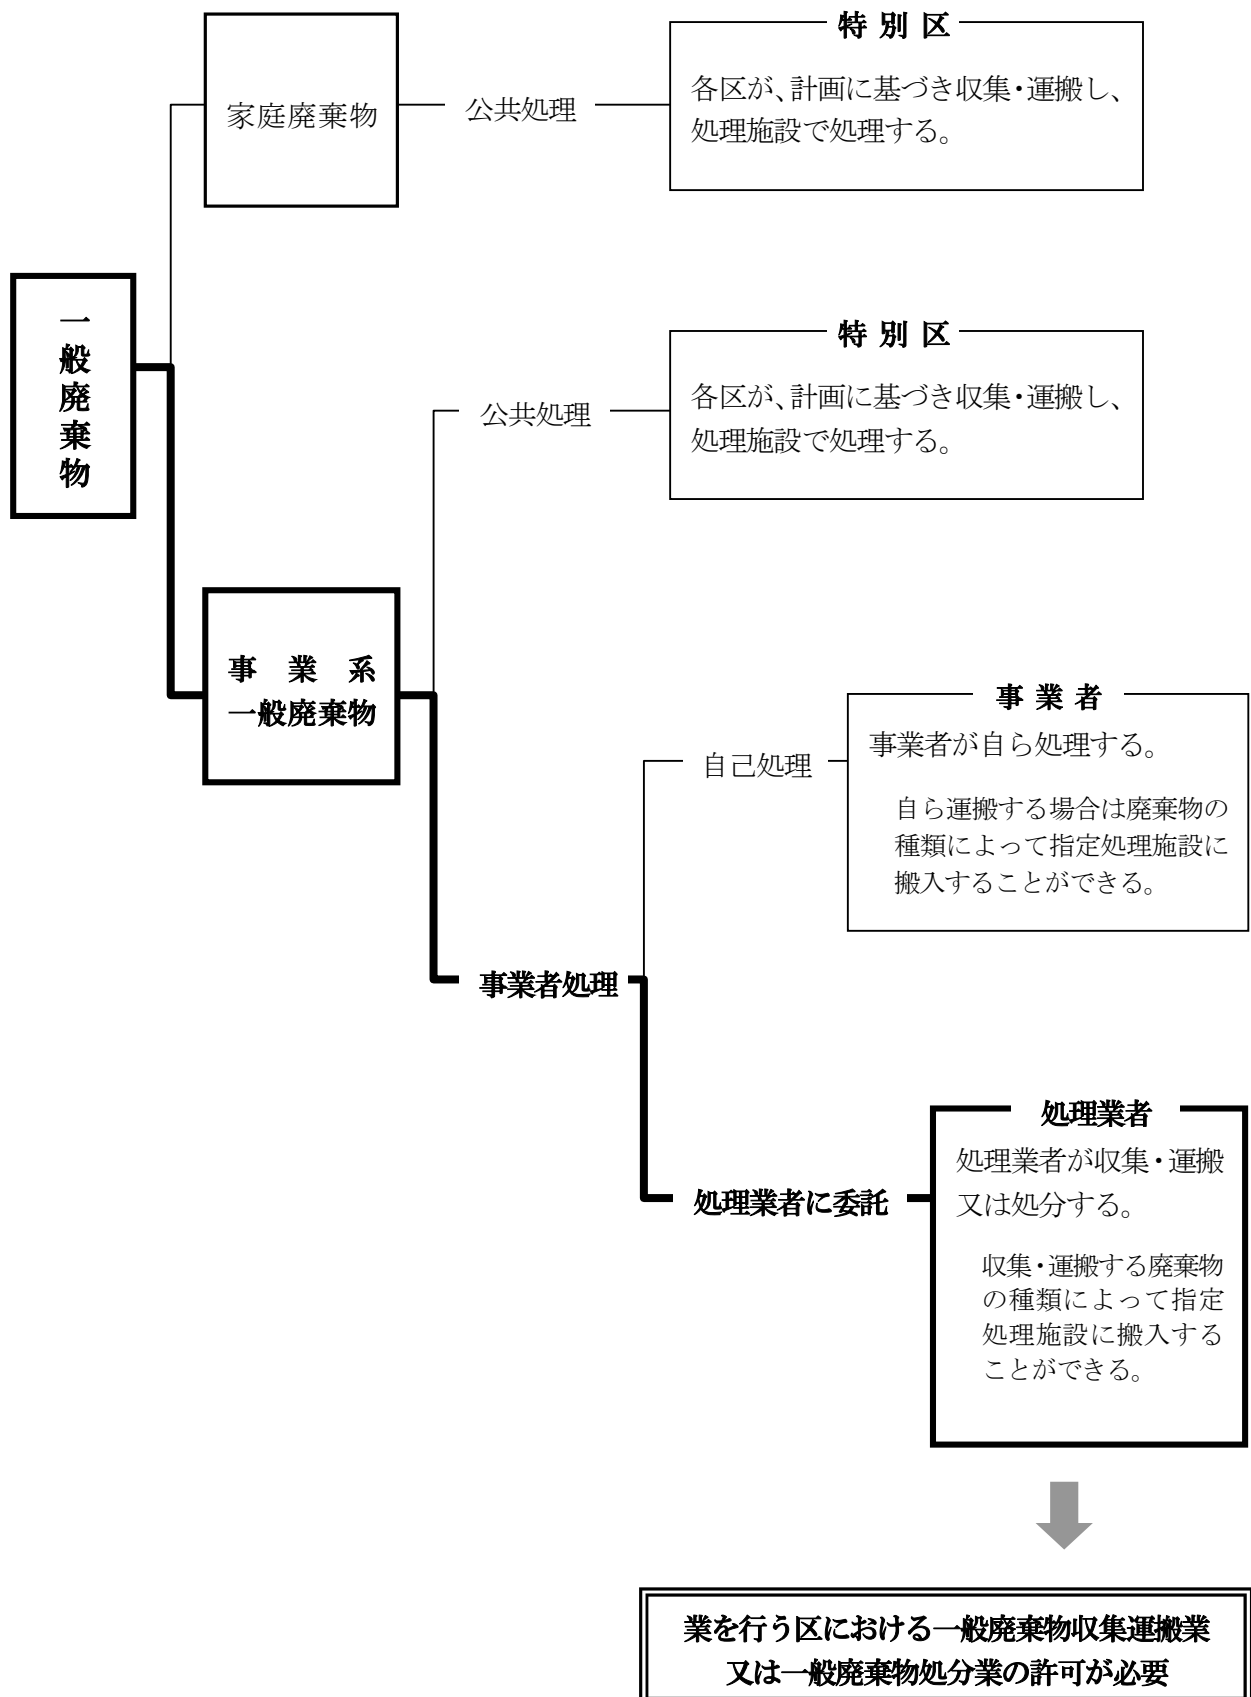 特別区
各区が、計画に基づき収集・運搬し、
処理施設で処理する。
家庭廃棄物
公共処理
一般廃棄物
特別区
各区が、計画に基づき収集・運搬し、
処理施設で処理する。
公共処理
事業系
一般廃棄物
事業者
事業者が自ら処理する。
自ら運搬する場合は廃棄物の
種類によって指定処理施設に
搬入することができる。
自己処理
事業者処理
処理業者
処理業者が収集・運搬
又は処分する。
収集・運搬する廃棄物
の種類によって指定
処理施設に搬入する
ことができる。
処理業者に委託
業を行う区における一般廃棄物収集運搬業
又は一般廃棄物処分業の許可が必要